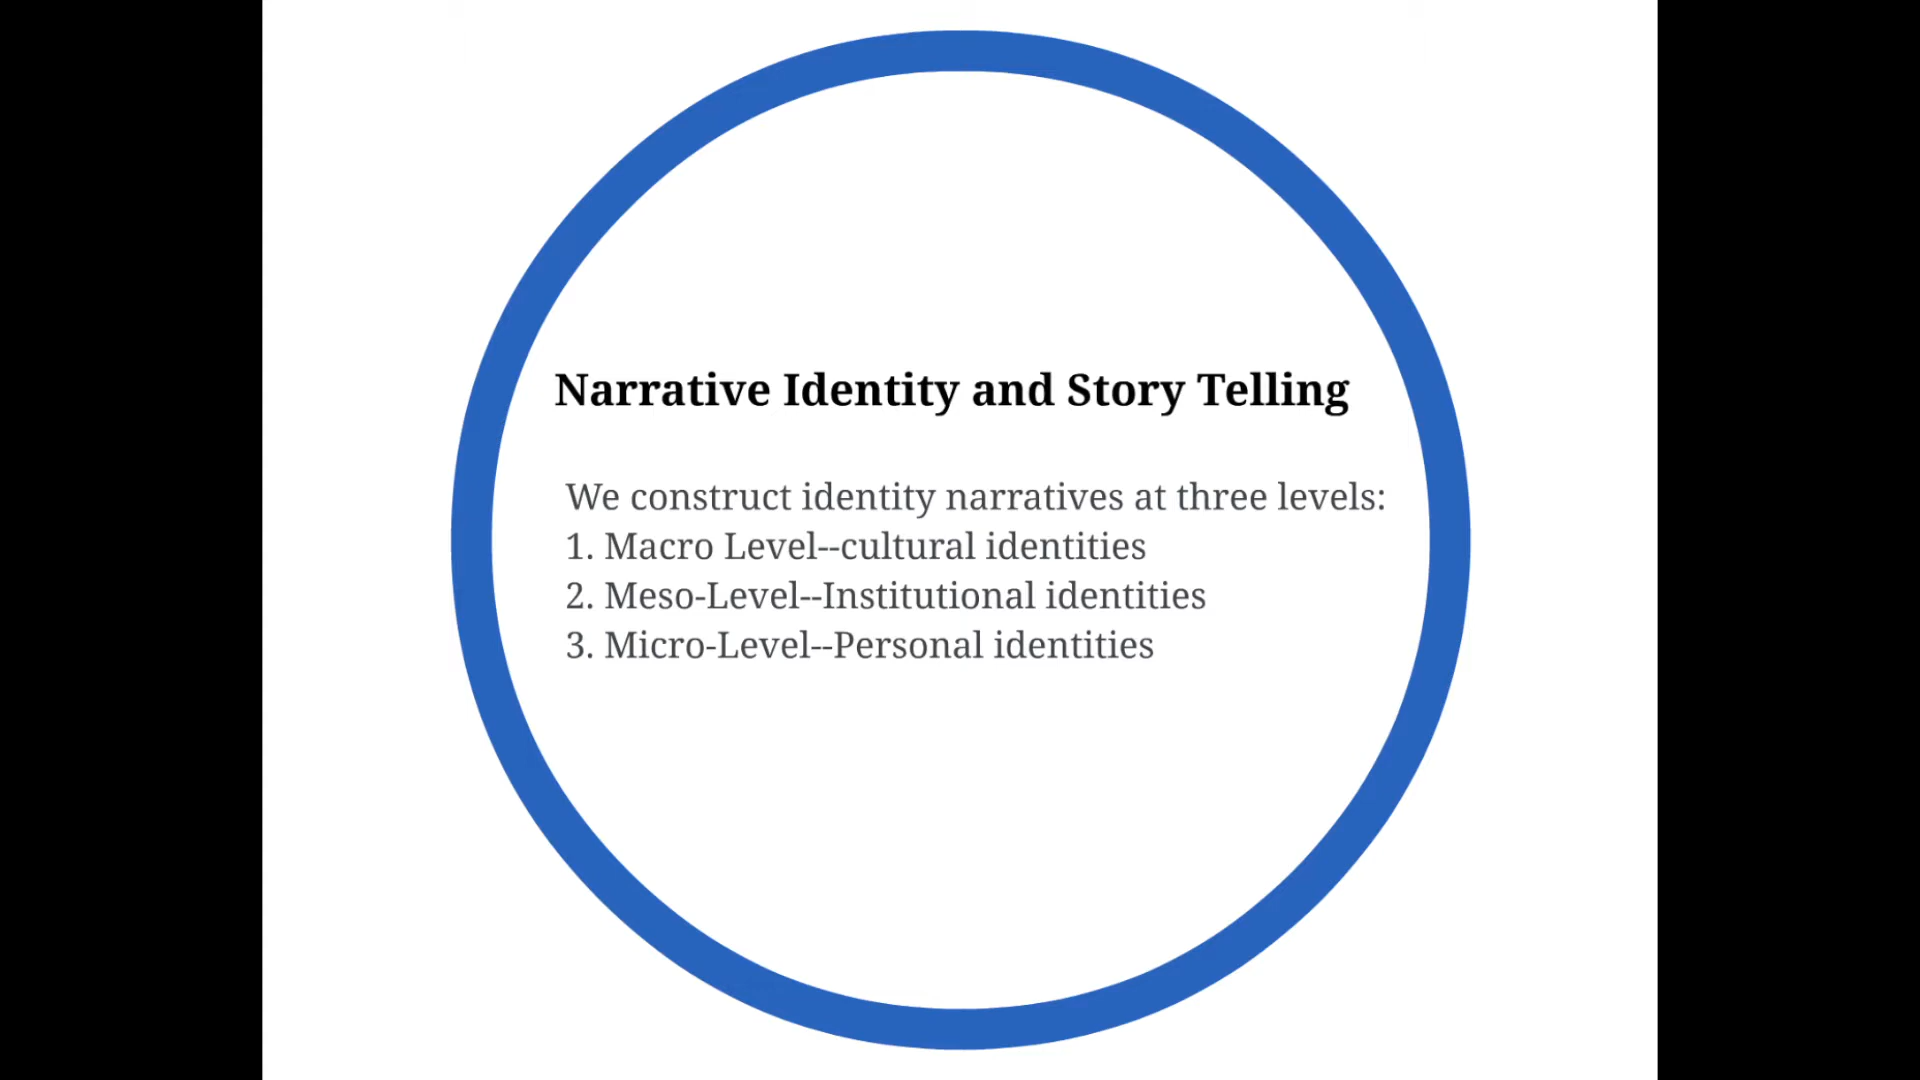 Narrative Identity and Story Telling
We construct identity narratives at three levels:
1. Macro Level--cultural identities
2. Meso-Level--Institutional identities
3. Micro-Level--Personal identities